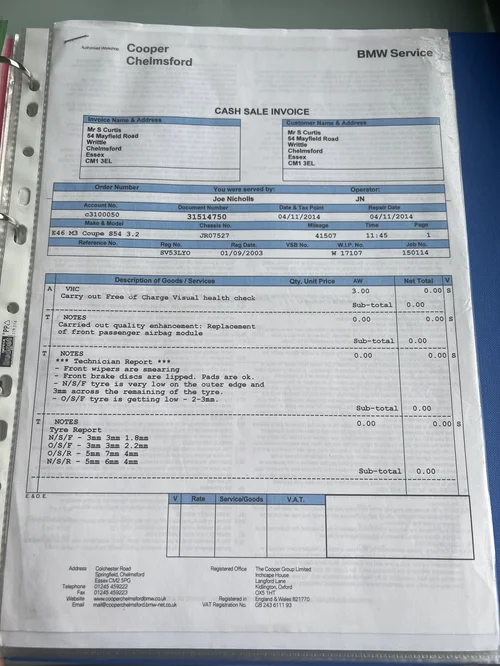 Authorised Workshop
Cooper
Chelmsford
BMW Service
CASH SALE INVOICE
Invoice Name & Address
Mr S Curtis
54 Mayfield Road
Writtle
Chelmsford
Essex
CM1 3EL
Customer Name & Address
Mr S Curtis
54 Mayfield Road
Writtle
Chelmsford
Essex
CM1 3EL
Order Number You were served by: Operator:
Joe Nicholls JN
Account No. Document Number Date & Tax Point Repair Date
c3100050 31514750 04/11/2014 04/11/2014
Make & Model Chassis No. Mileage Time Page
E46 M3 Coupe S54 3.2 JR07527 41507 11:45 1
Reference No. Reg No. Reg Date. VSB No. W.I.P. No. Job No.
SV53LYO 01/09/2003 W 17107 150114
Description of Goods / Services Qty. Unit Price AW Net Total V
A VHC 3.00 0.00 S
Carry out Free of Charge Visual health check
Sub-total 0.00
T NOTES 0.00 0.00 S
Carried out quality enhancement: Replacement
of front passenger airbag module
Sub-total 0.00
T NOTES 0.00 0.00 S
*** Technician Report ***
- Front wipers are smearing
- Front brake discs are lipped. Pads are ok.
- N/S/F tyre is very low on the outer edge and
3mm across the remaining of the tyre.
- O/S/F tyre is getting low - 2-3mm.
Sub-total 0.00
T NOTES 0.00 0.00 S
Tyre Report
N/S/F - 3mm 3mm 1.8mm
O/S/F - 3mm 3mm 2.2mm
O/S/R - 5mm 7mm 4mm
N/S/R - 5mm 6mm 4mm
Sub-total 0.00
E. & O. E.
V Rate Service/Goods V.A.T.
Address Colchester Road
Springfield, Chelmsford
Essex CM2 5PG
Telephone 01245 459222
Fax 01245 459223
Website www.cooperchelmsfordbmw.co.uk
Email mail@cooperchelmsford.bmw-net.co.uk
Registered Office The Cooper Group Limited
Inchcape House
Langford Lane
Kidlington, Oxford
OX5 1HT
Registered in England & Wales 821770
VAT Registration No. GB 243 6111 93